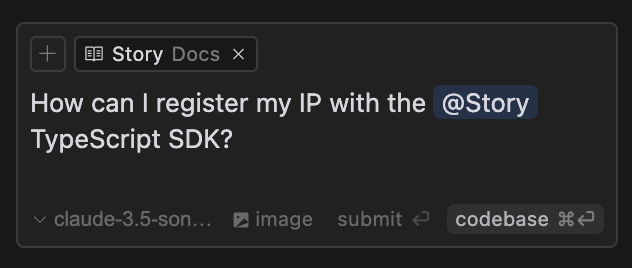 Story Docs
How can I register my IP with the @Story
TypeScript SDK?
claude-3.5-son... image submit codebase